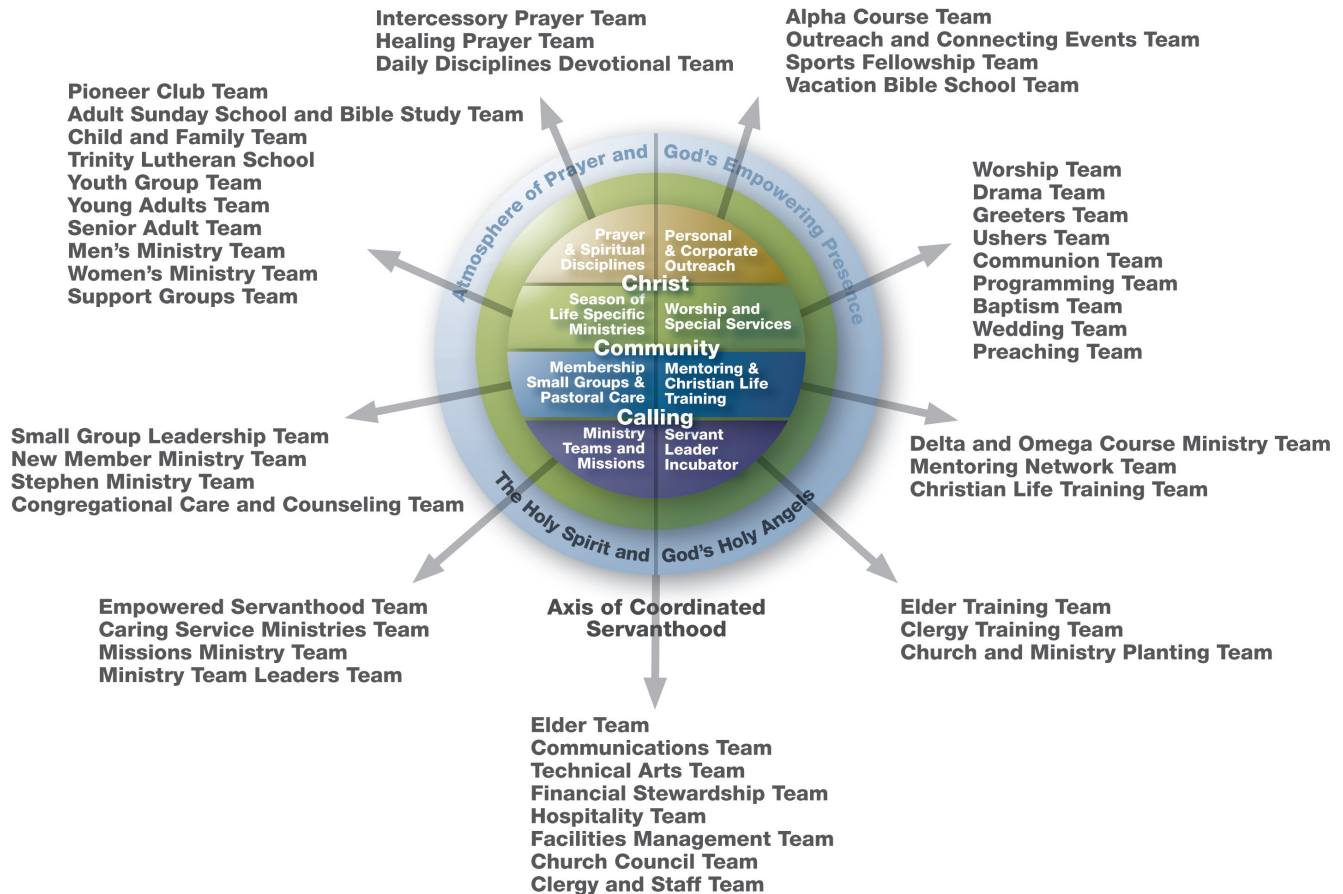 Intercessory Prayer Team
Healing Prayer Team
Daily Disciplines Devotional Team
Alpha Course Team
Outreach and Connecting Events Team
Sports Fellowship Team
Vacation Bible School Team
Pioneer Club Team
Adult Sunday School and Bible Study Team
Child and Family Team
Trinity Lutheran School
Youth Group Team
Young Adults Team
Senior Adult Team
Men's Ministry Team
Women's Ministry Team
Support Groups Team
Worship Team
Drama Team
Greeters Team
Ushers Team
Communion Team
Programming Team
Baptism Team
Wedding Team
Preaching Team
Atmosphere of Prayer and God's Empowering Presence
Prayer
& Spiritual
Disciplines
Personal
& Corporate
Outreach
Christ
Season of
Life Specific
Ministries
Worship and
Special Services
Community
Membership
Small Groups &
Pastoral Care
Mentoring &
Christian Life
Training
Calling
Ministry
Teams and
Missions
Servant
Leader
Incubator
The Holy Spirit and God's Holy Angels
Small Group Leadership Team
New Member Ministry Team
Stephen Ministry Team
Congregational Care and Counseling Team
Delta and Omega Course Ministry Team
Mentoring Network Team
Christian Life Training Team
Empowered Servanthood Team
Caring Service Ministries Team
Missions Ministry Team
Ministry Team Leaders Team
Axis of Coordinated
Servanthood
Elder Training Team
Clergy Training Team
Church and Ministry Planting Team
Elder Team
Communications Team
Technical Arts Team
Financial Stewardship Team
Hospitality Team
Facilities Management Team
Church Council Team
Clergy and Staff Team